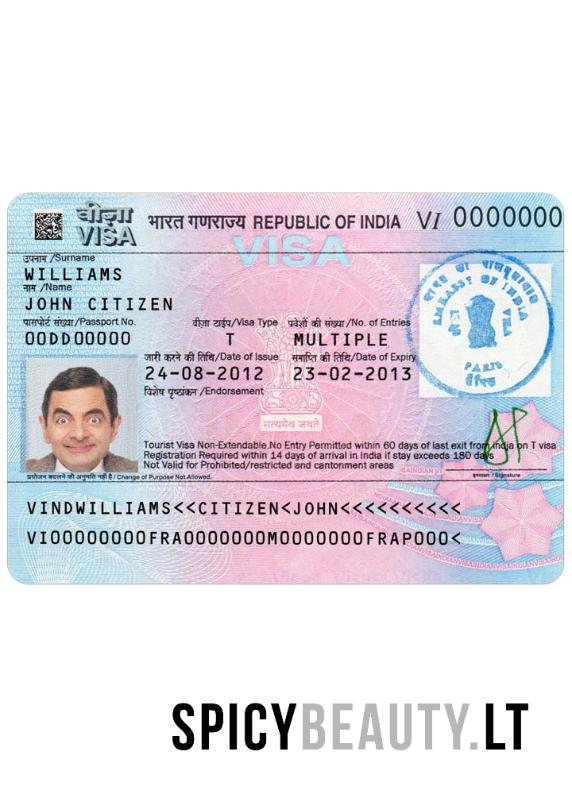 वीज़ा
VISA
भारत गणराज्य REPUBLIC OF INDIA VI 0000000
VISA
उपनाम /Surname
WILLIAMS
नाम /Name
JOHN CITIZEN
पासपोर्ट संख्या/Passport No. वीज़ा टाईप/Visa Type प्रवेशों की संख्या/No. of Entries
OODD00000 T MULTIPLE
जारी करने की तिथि/Date of Issue समाप्ति की तिथि/Date of Expiry
24-08-2012 23-02-2013
विशेष पृष्ठांकन /Endorsement
EMBASSY OF INDIA
VISA
PARIS
पेरिस
सत्यमेव जयते
Tourist Visa Non-Extendable.No Entry Permitted within 60 days of last exit from india on T visa
Registration Required within 14 days of arrival in India if stay exceeds 180 days
Not Valid for Prohibited/restricted and cantonment areas
प्रयोजन बदलने की अनुमति नहीं है / Change of Purpose Not Allowed.
हस्ताक्षर / Signature
VINDWILLIAMS<<CITIZEN<JOHN<<<<<<<<<<
VIOOOOOOOOFRAOOOOOOOMOOOOOOOFRAPOOO<
SPICYBEAUTY.LT